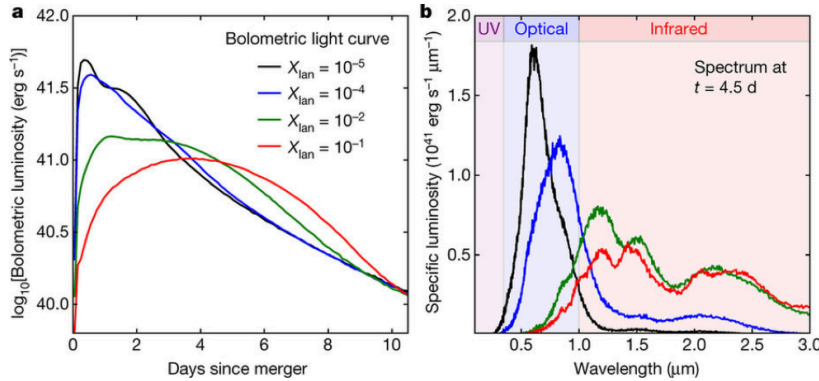 a
log₁₀[Bolometric luminosity (erg s⁻¹)]
42.0
41.5
41.0
40.5
40.0
0
2
4
6
8
10
Days since merger
Bolometric light curve
Xlan = 10⁻⁵
Xlan = 10⁻⁴
Xlan = 10⁻²
Xlan = 10⁻¹
b
UV
Optical
Infrared
Specific luminosity (10⁴¹ erg s⁻¹ μm⁻¹)
2.0
1.5
1.0
0.5
0.5
1.0
1.5
2.0
2.5
3.0
Wavelength (μm)
Spectrum at
t = 4.5 d